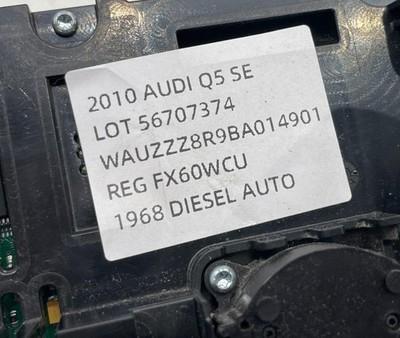 2010 AUDI Q5 SE
LOT 56707374
WAUZZZ8R9BA014901
REG FX60WCU
1968 DIESEL AUTO